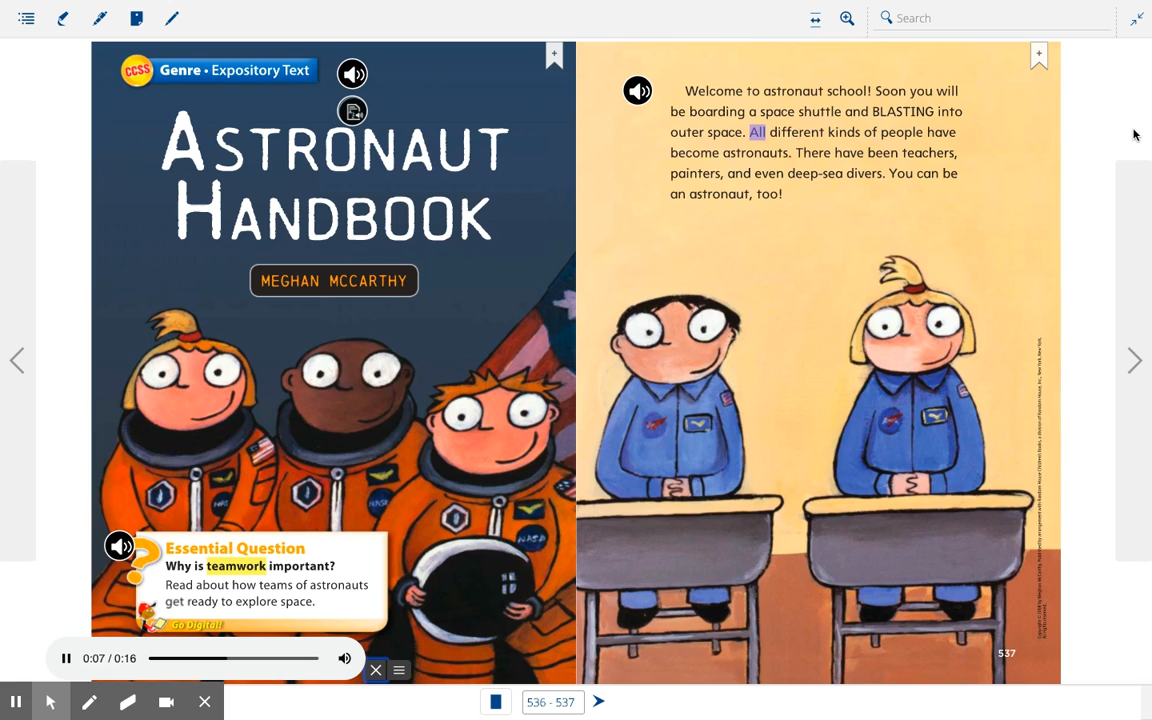 Search
CCSS
Genre • Expository Text
ASTRONAUT
HANDBOOK
MEGHAN MCCARTHY
NASA
NASA
Essential Question
Why is teamwork important?
Read about how teams of astronauts
get ready to explore space.
Go Digital!
Welcome to astronaut school! Soon you will
be boarding a space shuttle and BLASTING into
outer space. All different kinds of people have
become astronauts. There have been teachers,
painters, and even deep-sea divers. You can be
an astronaut, too!
537
0:07 / 0:16
536 - 537